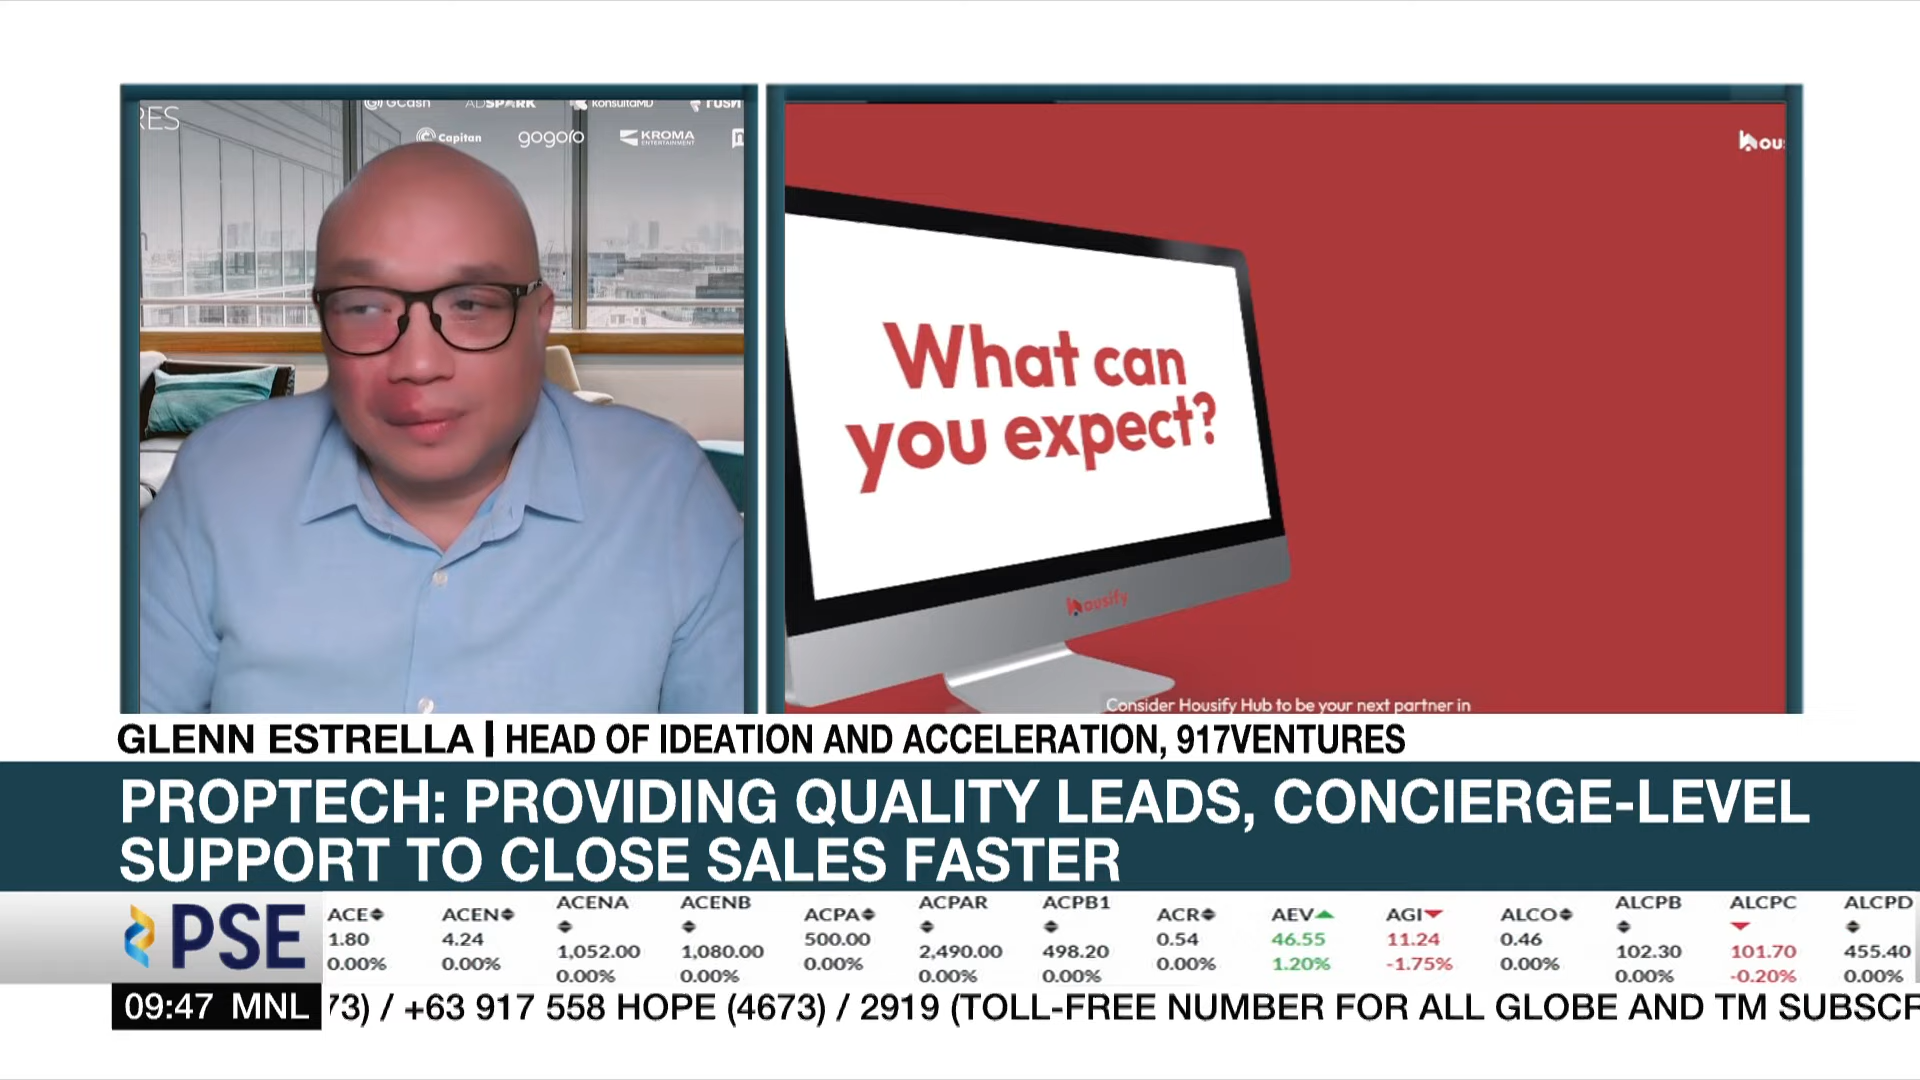 RES
GCash
ADSPARK
KonsultaMD
rush
Capitan
gogoro
KROMA
ENTERTAINMENT
hou
What can
you expect?
housify
Consider Housify Hub to be your next partner in
GLENN ESTRELLA | HEAD OF IDEATION AND ACCELERATION, 917VENTURES
PROPTECH: PROVIDING QUALITY LEADS, CONCIERGE-LEVEL
SUPPORT TO CLOSE SALES FASTER
PSE
ACE 1.80 0.00%
ACEN 4.24 0.00%
ACENA 1,052.00 0.00%
ACENB 1,080.00 0.00%
ACPA 500.00 0.00%
ACPAR 2,490.00 0.00%
ACPB1 498.20 0.00%
ACR 0.54 0.00%
AEV 46.55 1.20%
AGI 11.24 -1.75%
ALCO 0.46 0.00%
ALCPB 102.30 0.00%
ALCPC 101.70 -0.20%
ALCPD 455.40 0.00%
09:47 MNL
73) / +63 917 558 HOPE (4673) / 2919 (TOLL-FREE NUMBER FOR ALL GLOBE AND TM SUBSCR